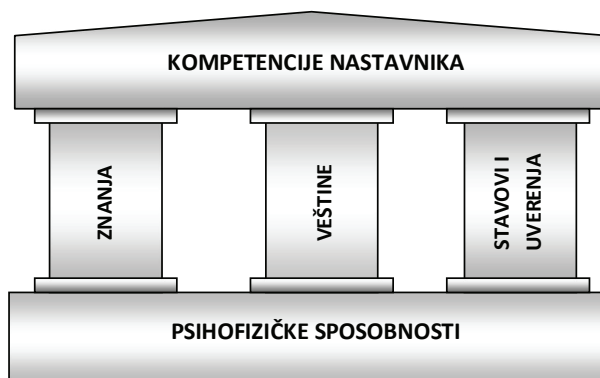 KOMPETENCIJE NASTAVNIKA
ZNANJA
VEŠTINE
STAVOVI I
UVERENJA
PSIHOFIZIČKE SPOSOBNOSTI